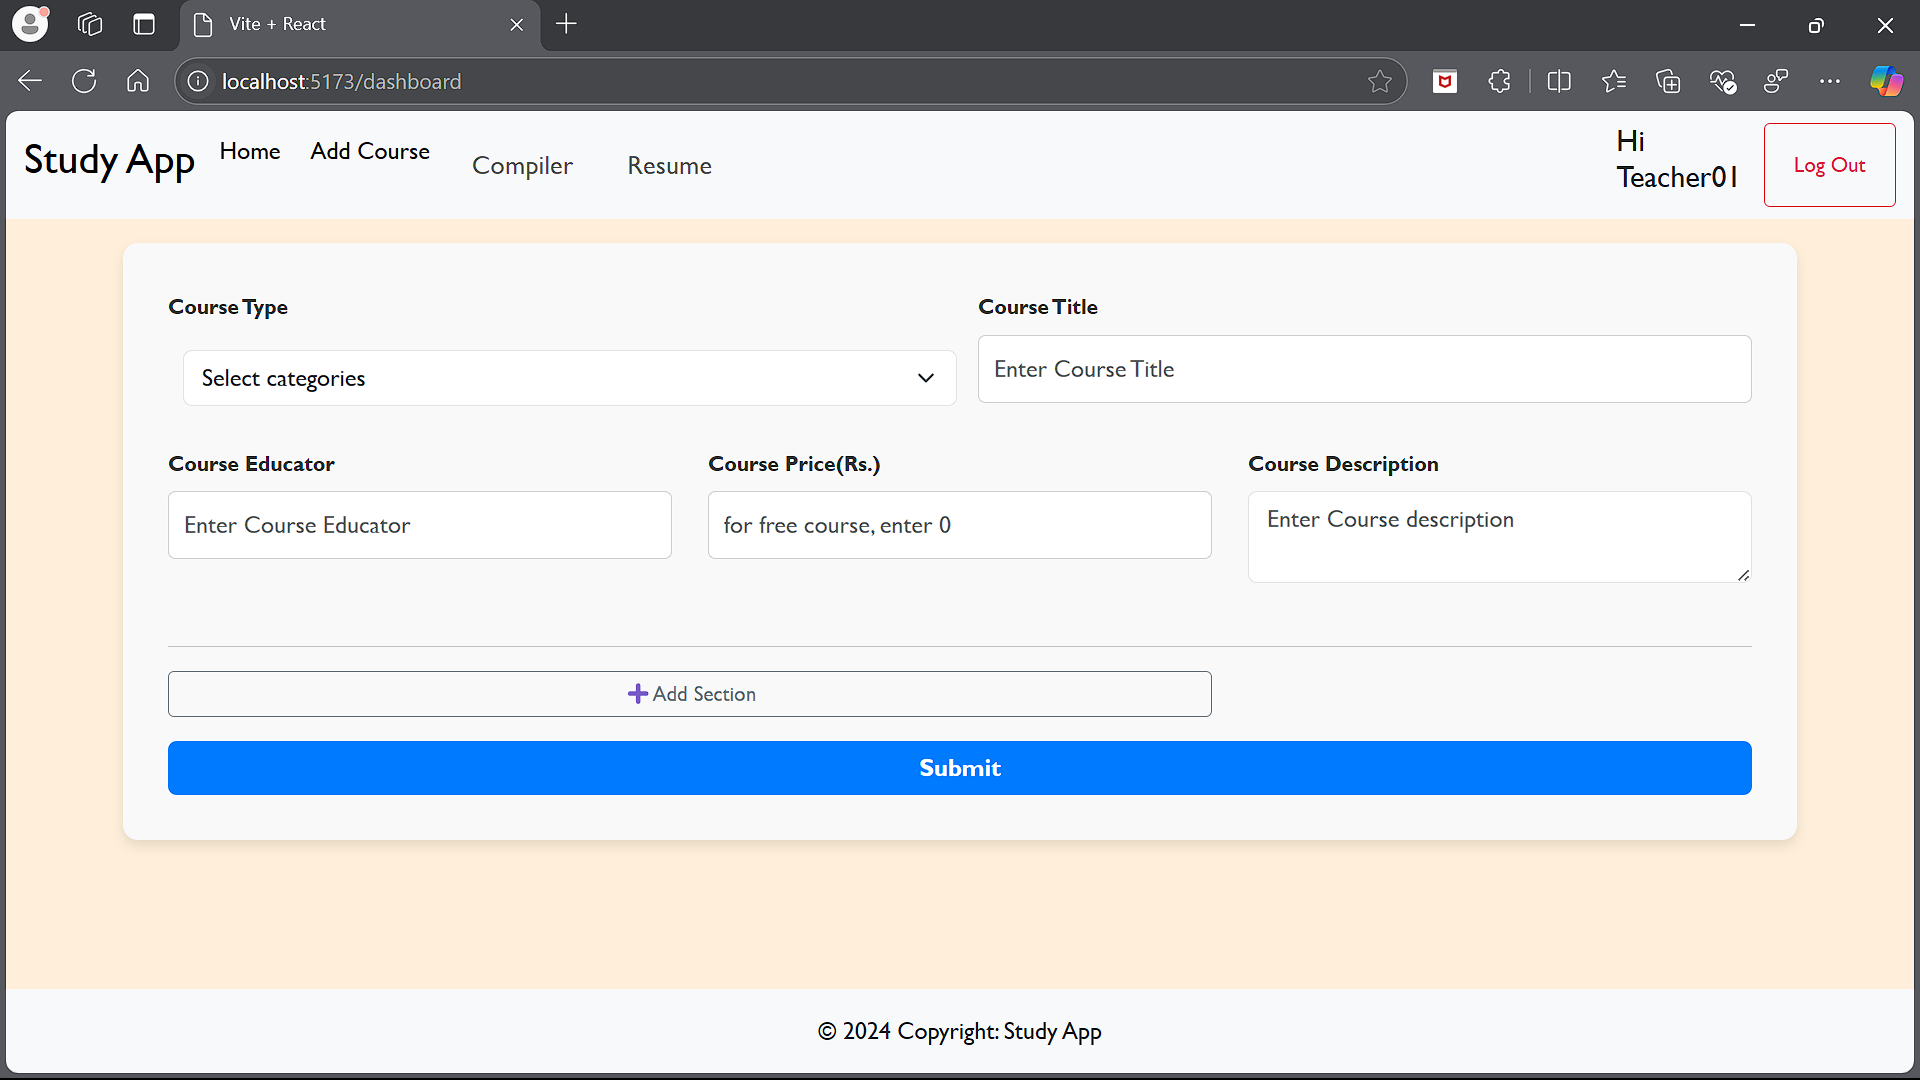 Vite + React
localhost:5173/dashboard
Study App
Home
Add Course
Compiler
Resume
Hi
Teacher01
Log Out
Course Type
Course Title
Select categories
Enter Course Title
Course Educator
Course Price(Rs.)
Course Description
Enter Course Educator
for free course, enter 0
Enter Course description
Add Section
Submit
© 2024 Copyright: Study App